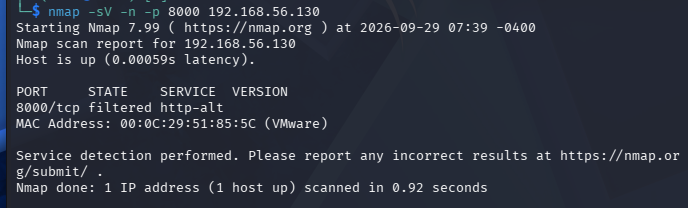 └─$ nmap -sV -n -p 8000 192.168.56.130
Starting Nmap 7.99 ( https://nmap.org ) at 2026-09-29 07:39 -0400
Nmap scan report for 192.168.56.130
Host is up (0.00059s latency).
PORT     STATE    SERVICE  VERSION
8000/tcp filtered http-alt
MAC Address: 00:0C:29:51:85:5C (VMware)
Service detection performed. Please report any incorrect results at https://nmap.or
g/submit/ .
Nmap done: 1 IP address (1 host up) scanned in 0.92 seconds